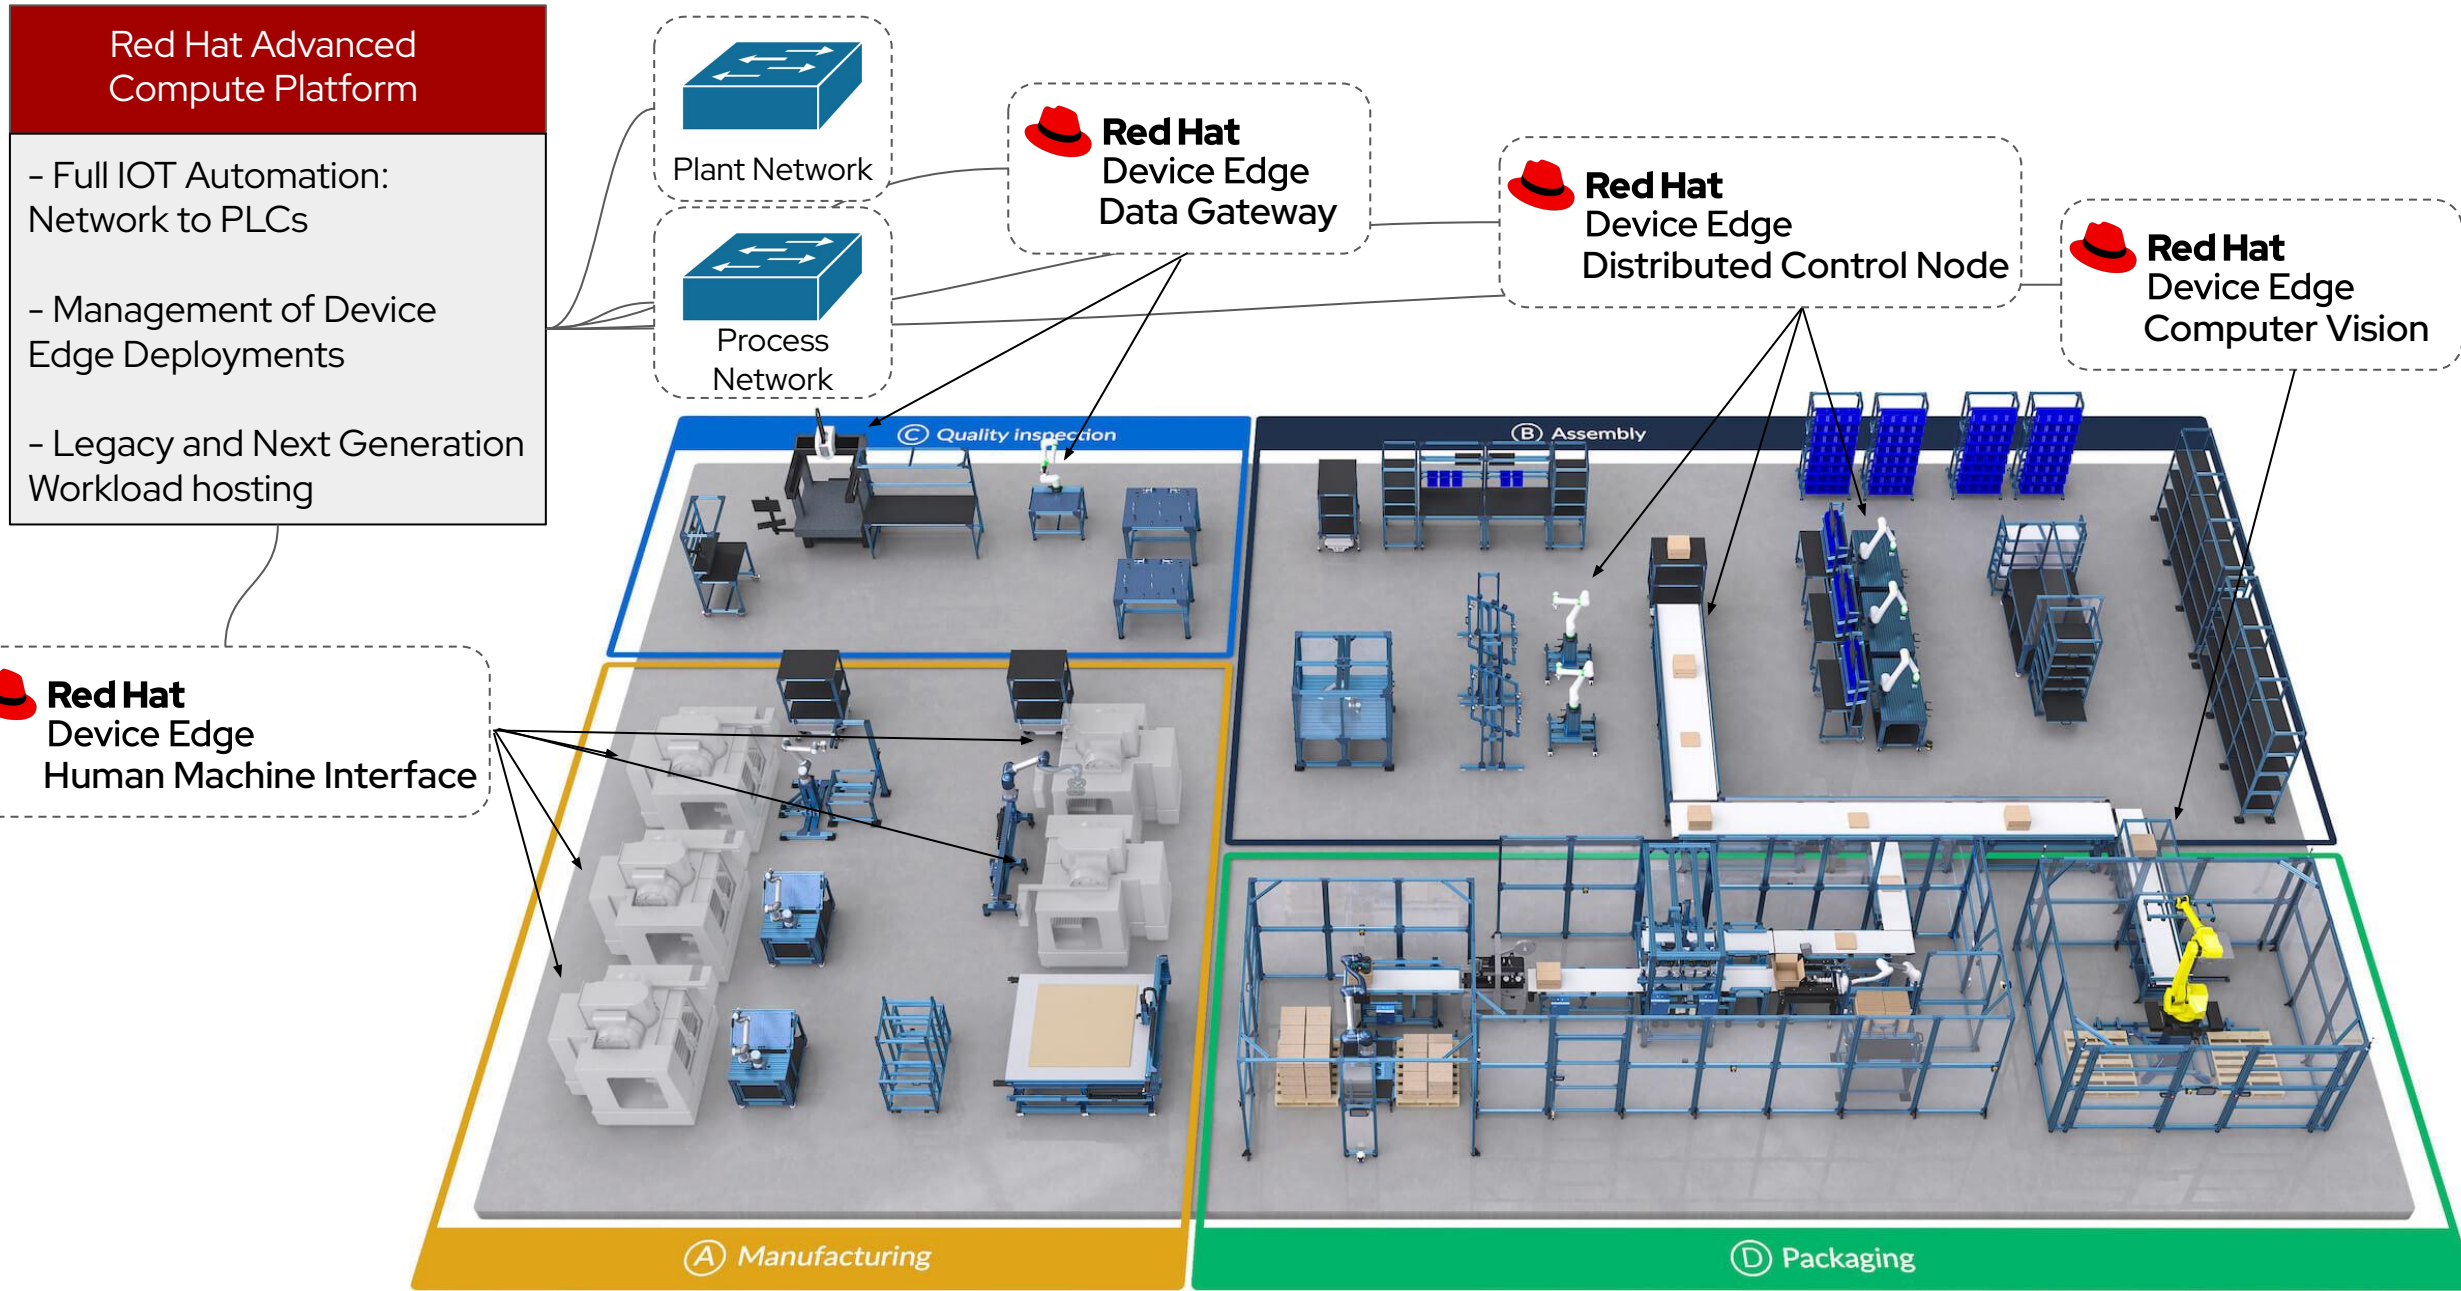 Red Hat Advanced
Compute Platform
- Full IOT Automation:
Network to PLCs
- Management of Device
Edge Deployments
- Legacy and Next Generation
Workload hosting
Plant Network
Process
Network
Red Hat
Device Edge
Data Gateway
Red Hat
Device Edge
Distributed Control Node
Red Hat
Device Edge
Computer Vision
Red Hat
Device Edge
Human Machine Interface
C Quality inspection
B Assembly
A Manufacturing
D Packaging